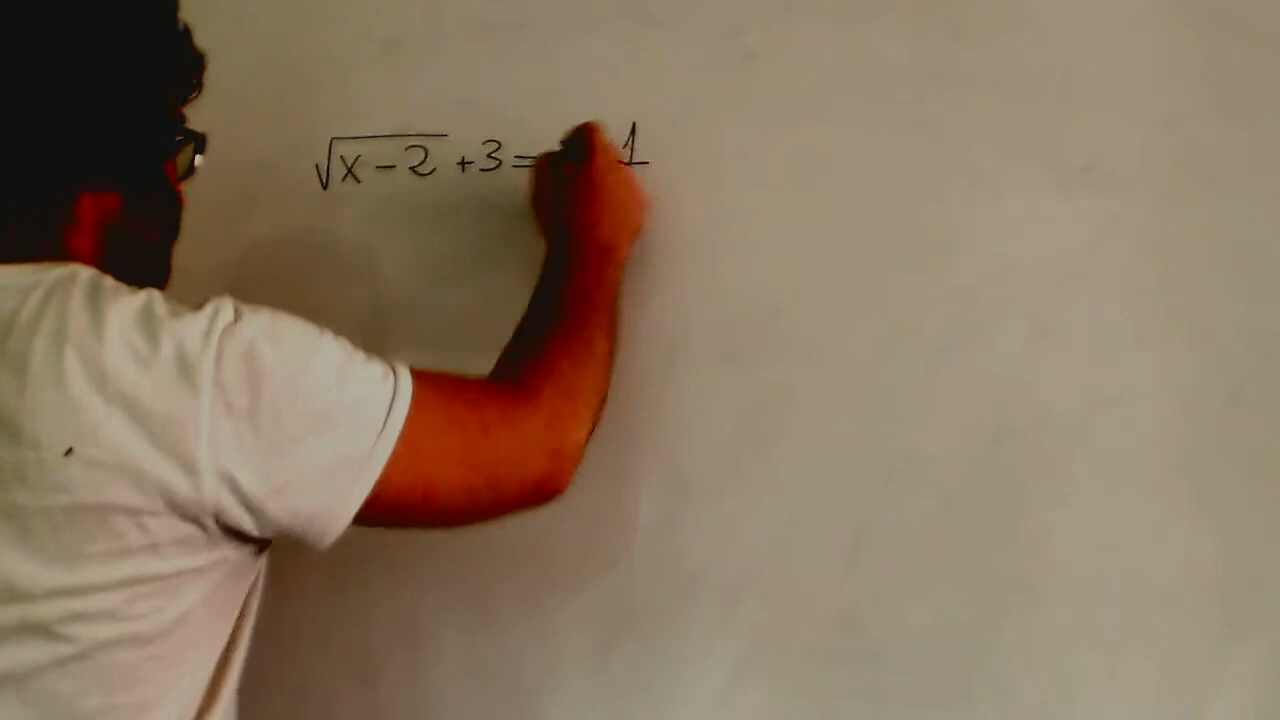 √x-2 +3= 1